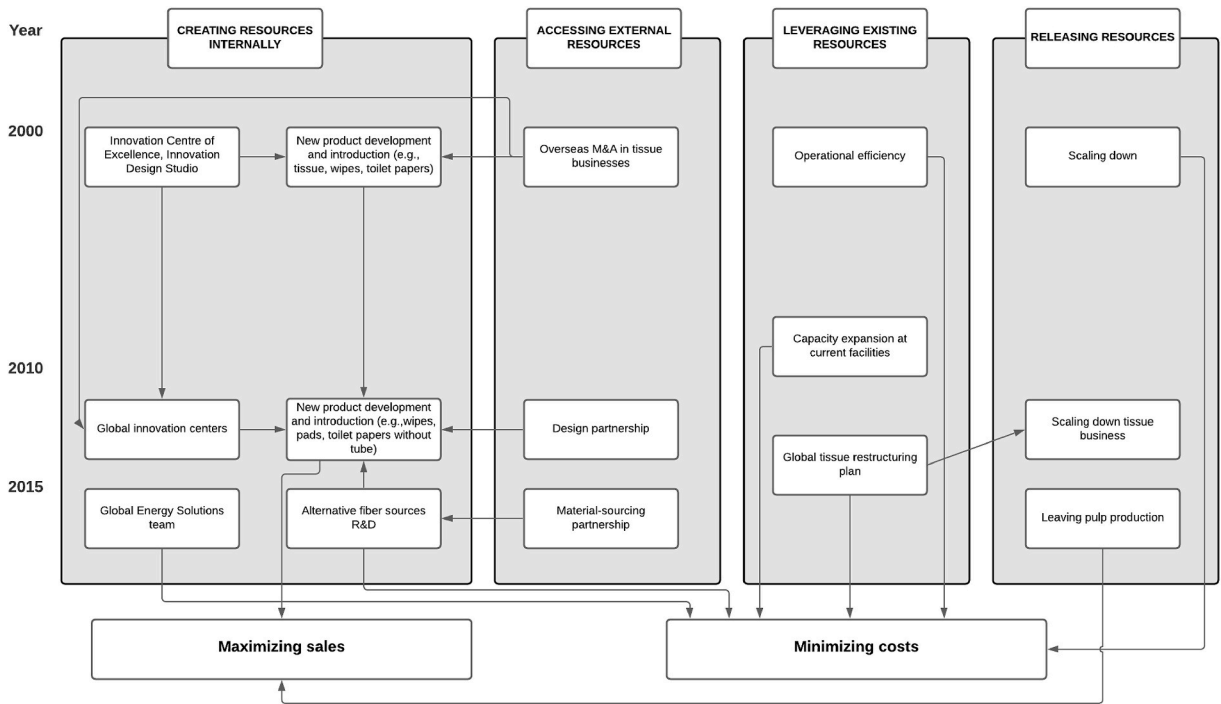 Year
CREATING RESOURCES
INTERNALLY
ACCESSING EXTERNAL
RESOURCES
LEVERAGING EXISTING
RESOURCES
RELEASING RESOURCES
2000
Innovation Centre of
Excellence, Innovation
Design Studio
New product development
and introduction (e.g.,
tissue, wipes, toilet papers)
Overseas M&A in tissue
businesses
Operational efficiency
Scaling down
Capacity expansion at
current facilities
2010
Global innovation centers
New product development
and introduction (e.g.,wipes,
pads, toilet papers without
tube)
Design partnership
Global tissue restructuring
plan
Scaling down tissue
business
2015
Global Energy Solutions
team
Alternative fiber sources
R&D
Material-sourcing
partnership
Leaving pulp production
Maximizing sales
Minimizing costs